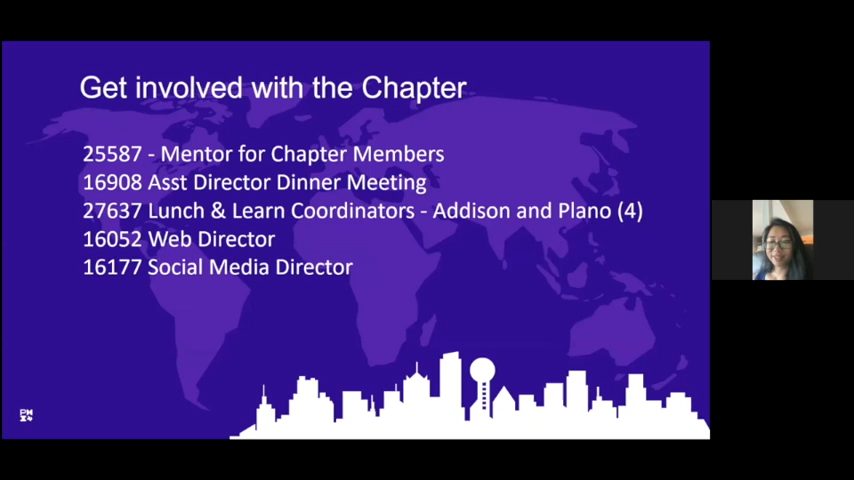 Get involved with the Chapter
25587 - Mentor for Chapter Members
16908 Asst Director Dinner Meeting
27637 Lunch & Learn Coordinators - Addison and Plano (4)
16052 Web Director
16177 Social Media Director